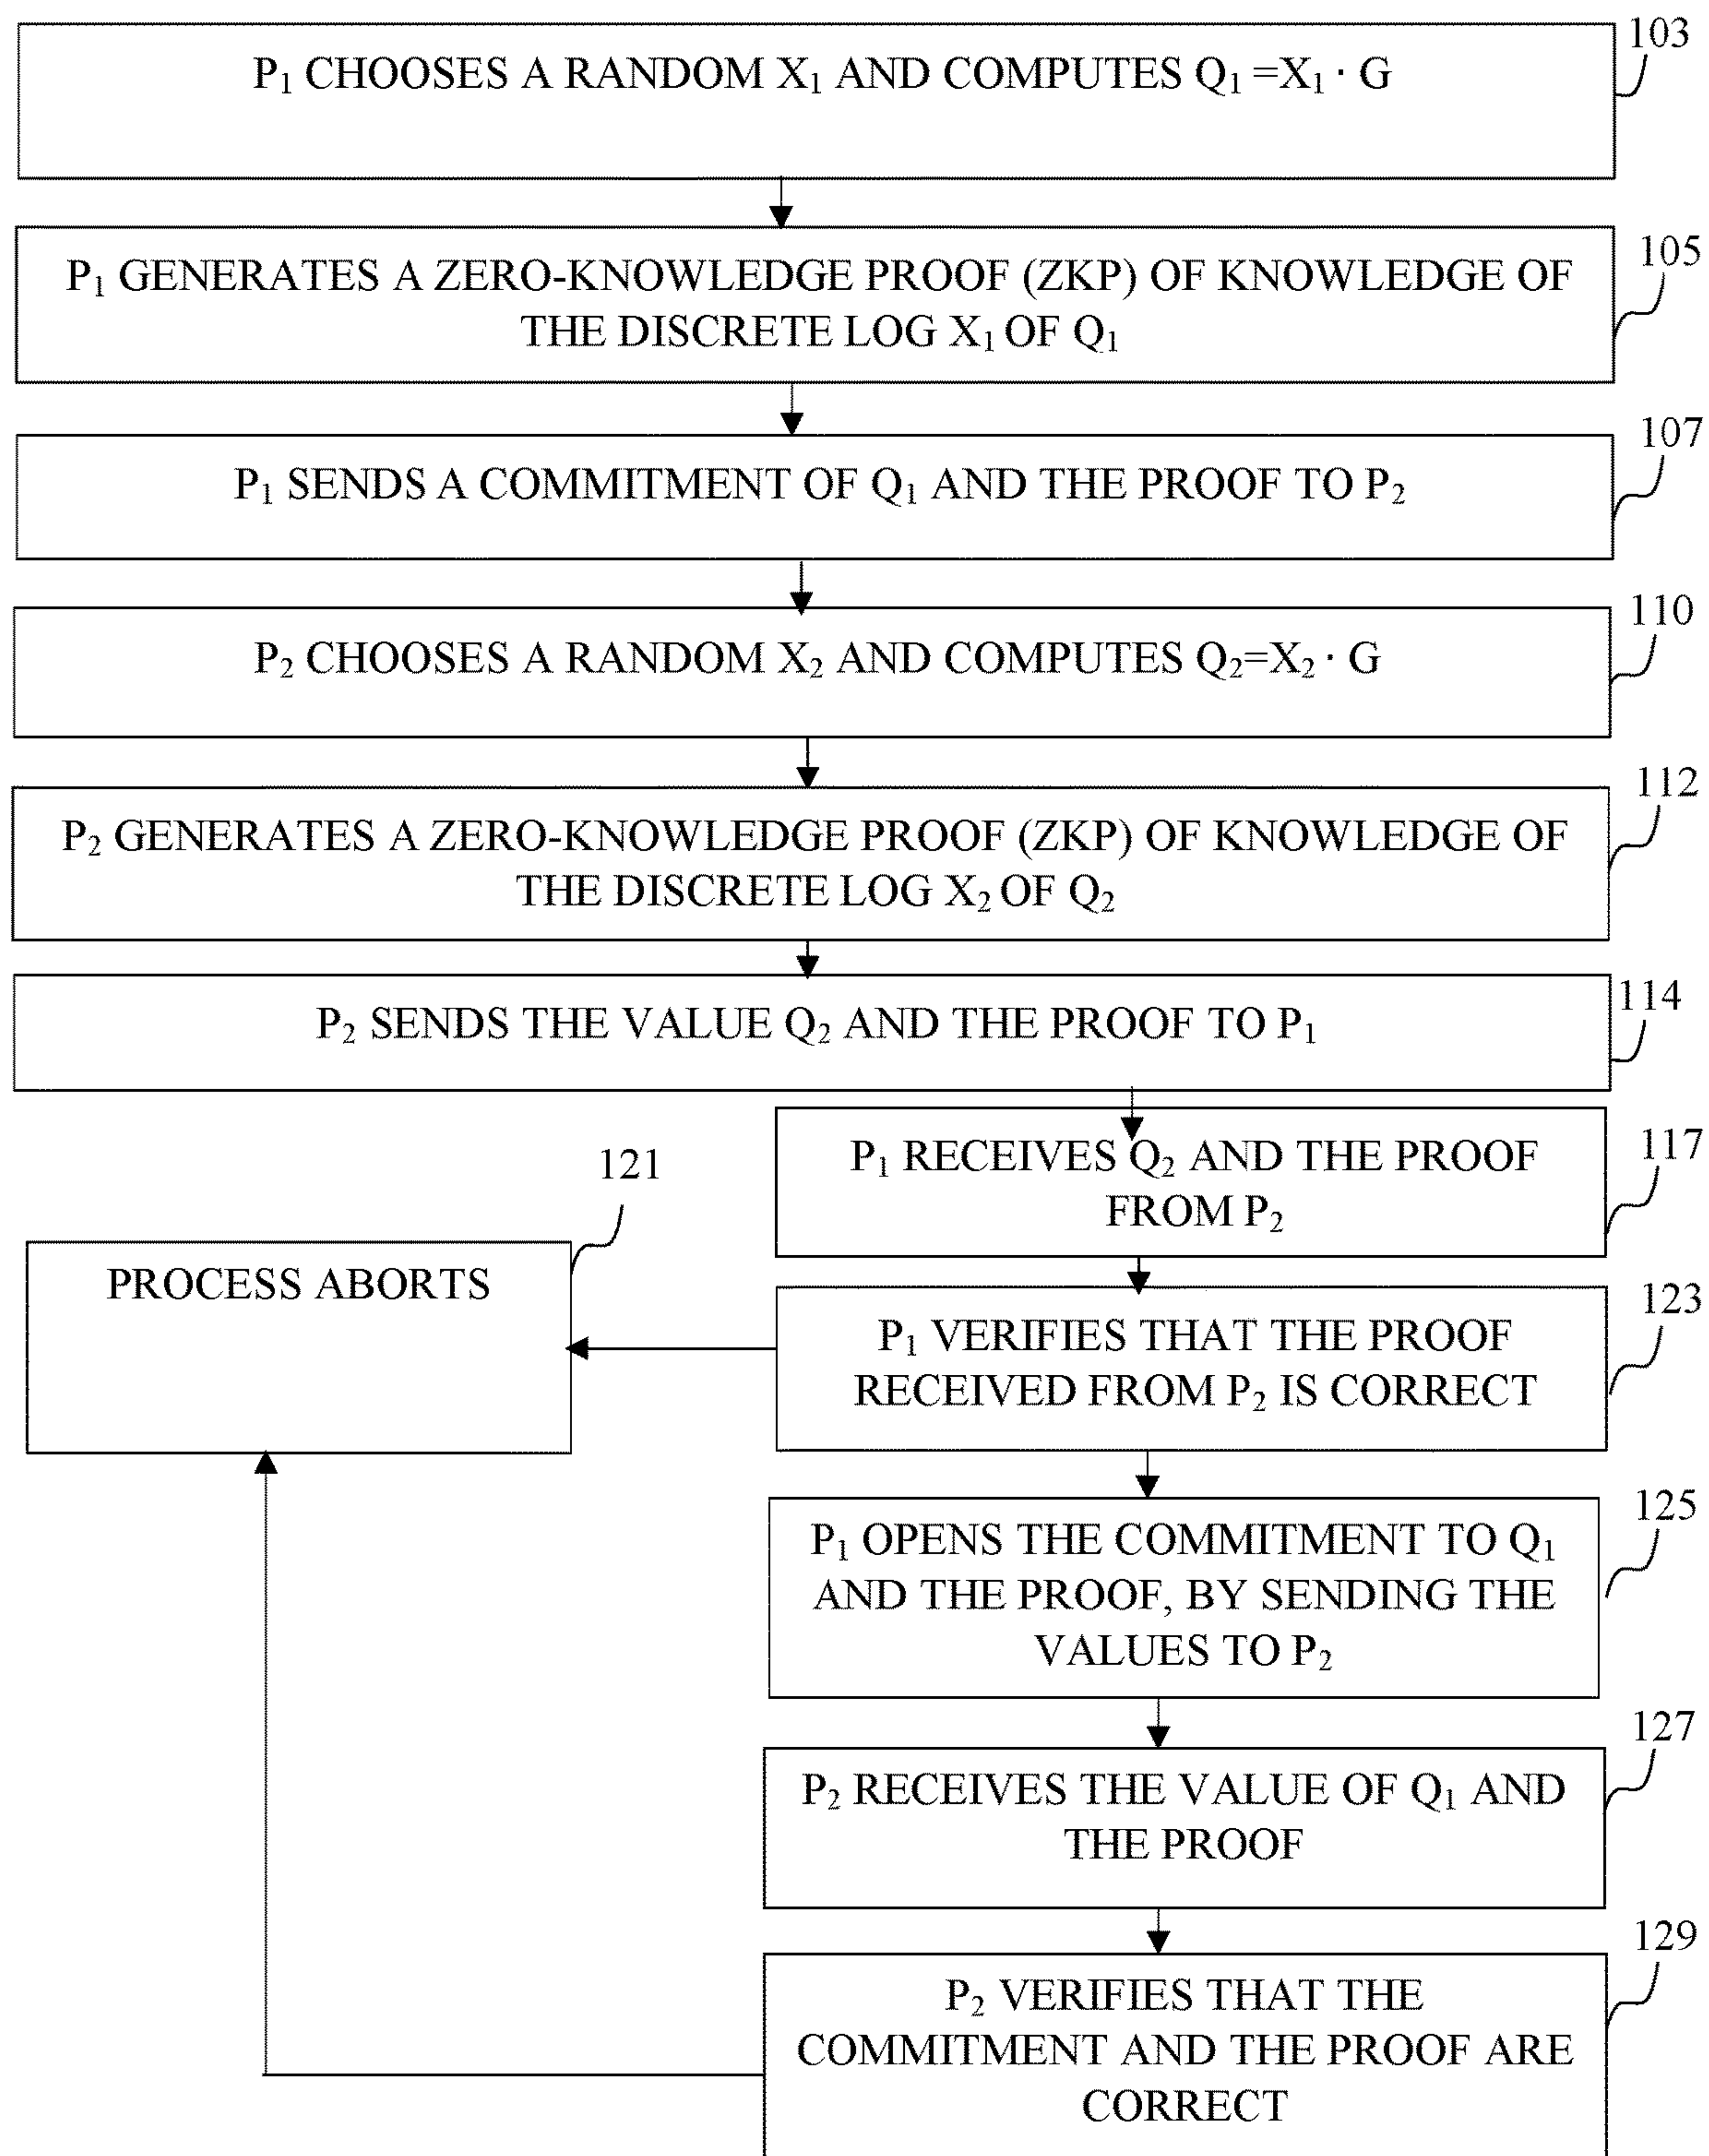 103
P₁ CHOOSES A RANDOM X₁ AND COMPUTES Q₁ =X₁ · G
105
P₁ GENERATES A ZERO-KNOWLEDGE PROOF (ZKP) OF KNOWLEDGE OF
THE DISCRETE LOG X₁ OF Q₁
107
P₁ SENDS A COMMITMENT OF Q₁ AND THE PROOF TO P₂
110
P₂ CHOOSES A RANDOM X₂ AND COMPUTES Q₂=X₂ · G
112
P₂ GENERATES A ZERO-KNOWLEDGE PROOF (ZKP) OF KNOWLEDGE OF
THE DISCRETE LOG X₂ OF Q₂
114
P₂ SENDS THE VALUE Q₂ AND THE PROOF TO P₁
117
P₁ RECEIVES Q₂ AND THE PROOF
FROM P₂
121
PROCESS ABORTS
123
P₁ VERIFIES THAT THE PROOF
RECEIVED FROM P₂ IS CORRECT
125
P₁ OPENS THE COMMITMENT TO Q₁
AND THE PROOF, BY SENDING THE
VALUES TO P₂
127
P₂ RECEIVES THE VALUE OF Q₁ AND
THE PROOF
129
P₂ VERIFIES THAT THE
COMMITMENT AND THE PROOF ARE
CORRECT